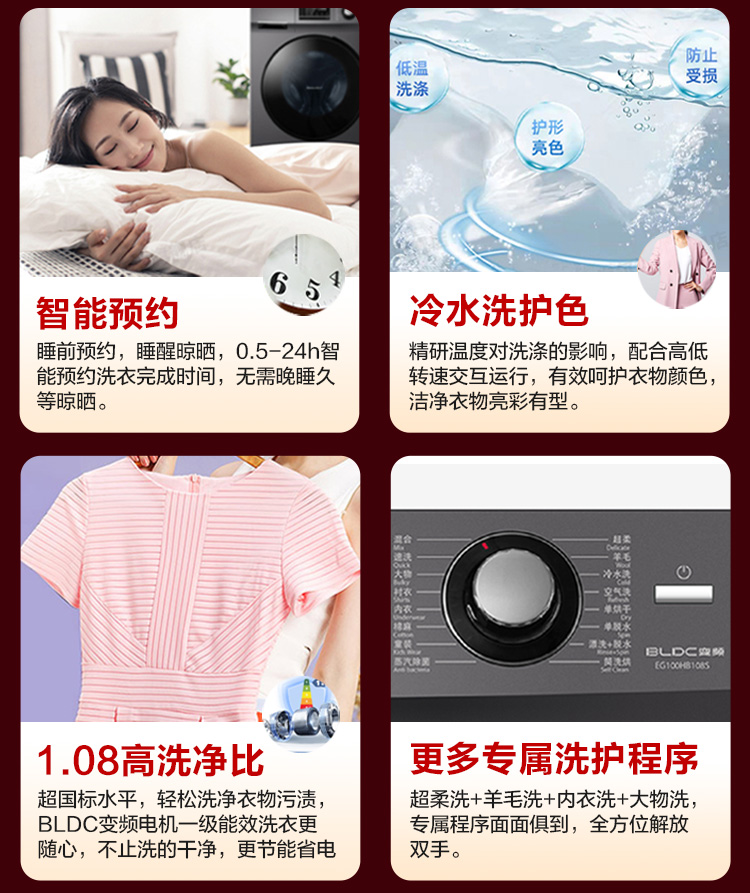 低温
洗涤
护形
亮色
防止
受损
6 5 4
智能预约
睡前预约，睡醒晾晒，0.5-24h智
能预约洗衣完成时间，无需晚睡久
等晾晒。
冷水洗护色
精研温度对洗涤的影响，配合高低
转速交互运行，有效呵护衣物颜色，
洁净衣物亮彩有型。
1.08高洗净比
超国标水平，轻松洗净衣物污渍，
BLDC变频电机一级能效洗衣更
随心，不止洗的干净，更节能省电
混合
Mix
速洗
Quick
大物
Bulky
衬衣
Shirts
内衣
Underwear
棉麻
Cotton
童装
Kids Wear
蒸汽除菌
Anti bacteria
超柔
Delicate
羊毛
Wool
冷水洗
Cold
空气洗
Refresh
单烘干
Dry
单脱水
Spin
漂洗+脱水
Rinse+Spin
筒洗烘
Self Clean
BLDC变频
EG100HB108S
更多专属洗护程序
超柔洗+羊毛洗+内衣洗+大物洗，
专属程序面面俱到，全方位解放
双手。